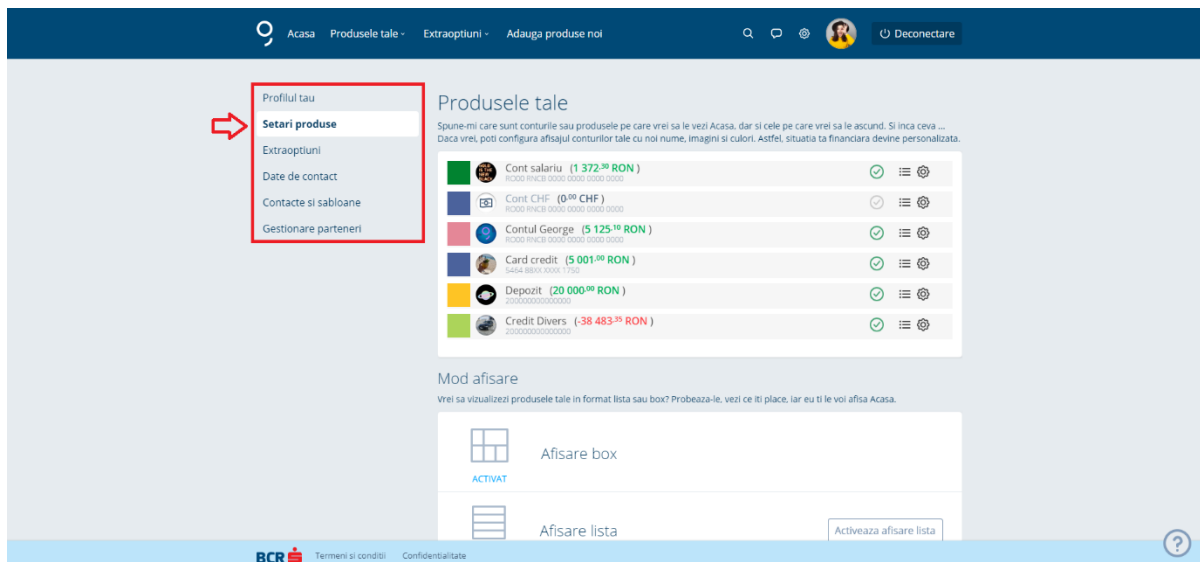 Acasa Produsele tale Extraoptiuni Adauga produse noi Deconectare
Profilul tau
Setari produse
Extraoptiuni
Date de contact
Contacte si sabloane
Gestionare parteneri
Produsele tale
Spune-mi care sunt conturile sau produsele pe care vrei sa le vezi Acasa. dar si cele pe care vrei sa le ascund. Si inca ceva ...
Daca vrei, poti configura afisajul conturilor tale cu noi nume, imagini si culori. Astfel, situatia ta financiara devine personalizata.
Cont salariu (1 372.30 RON )
RO00 RNCB 0000 0000 0000 0000
Cont CHF (0.00 CHF )
RO00 RNCB 0000 0000 0000 0000
Contul George (5 125.10 RON )
RO00 RNCB 0000 0000 0000 0000
Card credit (5 001.00 RON )
5464 88XX XXXX 1750
Depozit (20 000.00 RON )
Credit Divers (-38 483.35 RON )
Mod afisare
Vrei sa vizualizezi produsele tale in format lista sau box? Probeaza-le, vezi ce iti place, iar eu ti le voi afisa Acasa.
Afisare box
ACTIVAT
Afisare lista
Activeaza afisare lista
BCR Termeni si conditii Confidentialitate
?